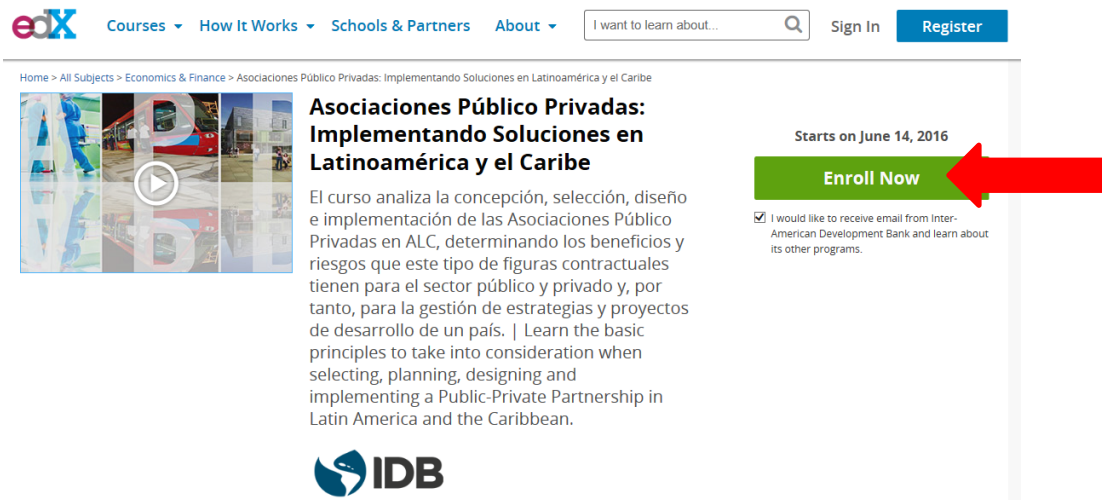 edX Courses How It Works Schools & Partners About I want to learn about... Sign In Register
Home > All Subjects > Economics & Finance > Asociaciones Público Privadas: Implementando Soluciones en Latinoamérica y el Caribe
Asociaciones Público Privadas:
Implementando Soluciones en
Latinoamérica y el Caribe
El curso analiza la concepción, selección, diseño
e implementación de las Asociaciones Público
Privadas en ALC, determinando los beneficios y
riesgos que este tipo de figuras contractuales
tienen para el sector público y privado y, por
tanto, para la gestión de estrategias y proyectos
de desarrollo de un país. | Learn the basic
principles to take into consideration when
selecting, planning, designing and
implementing a Public-Private Partnership in
Latin America and the Caribbean.
IDB
Starts on June 14, 2016
Enroll Now
I would like to receive email from Inter-
American Development Bank and learn about
its other programs.